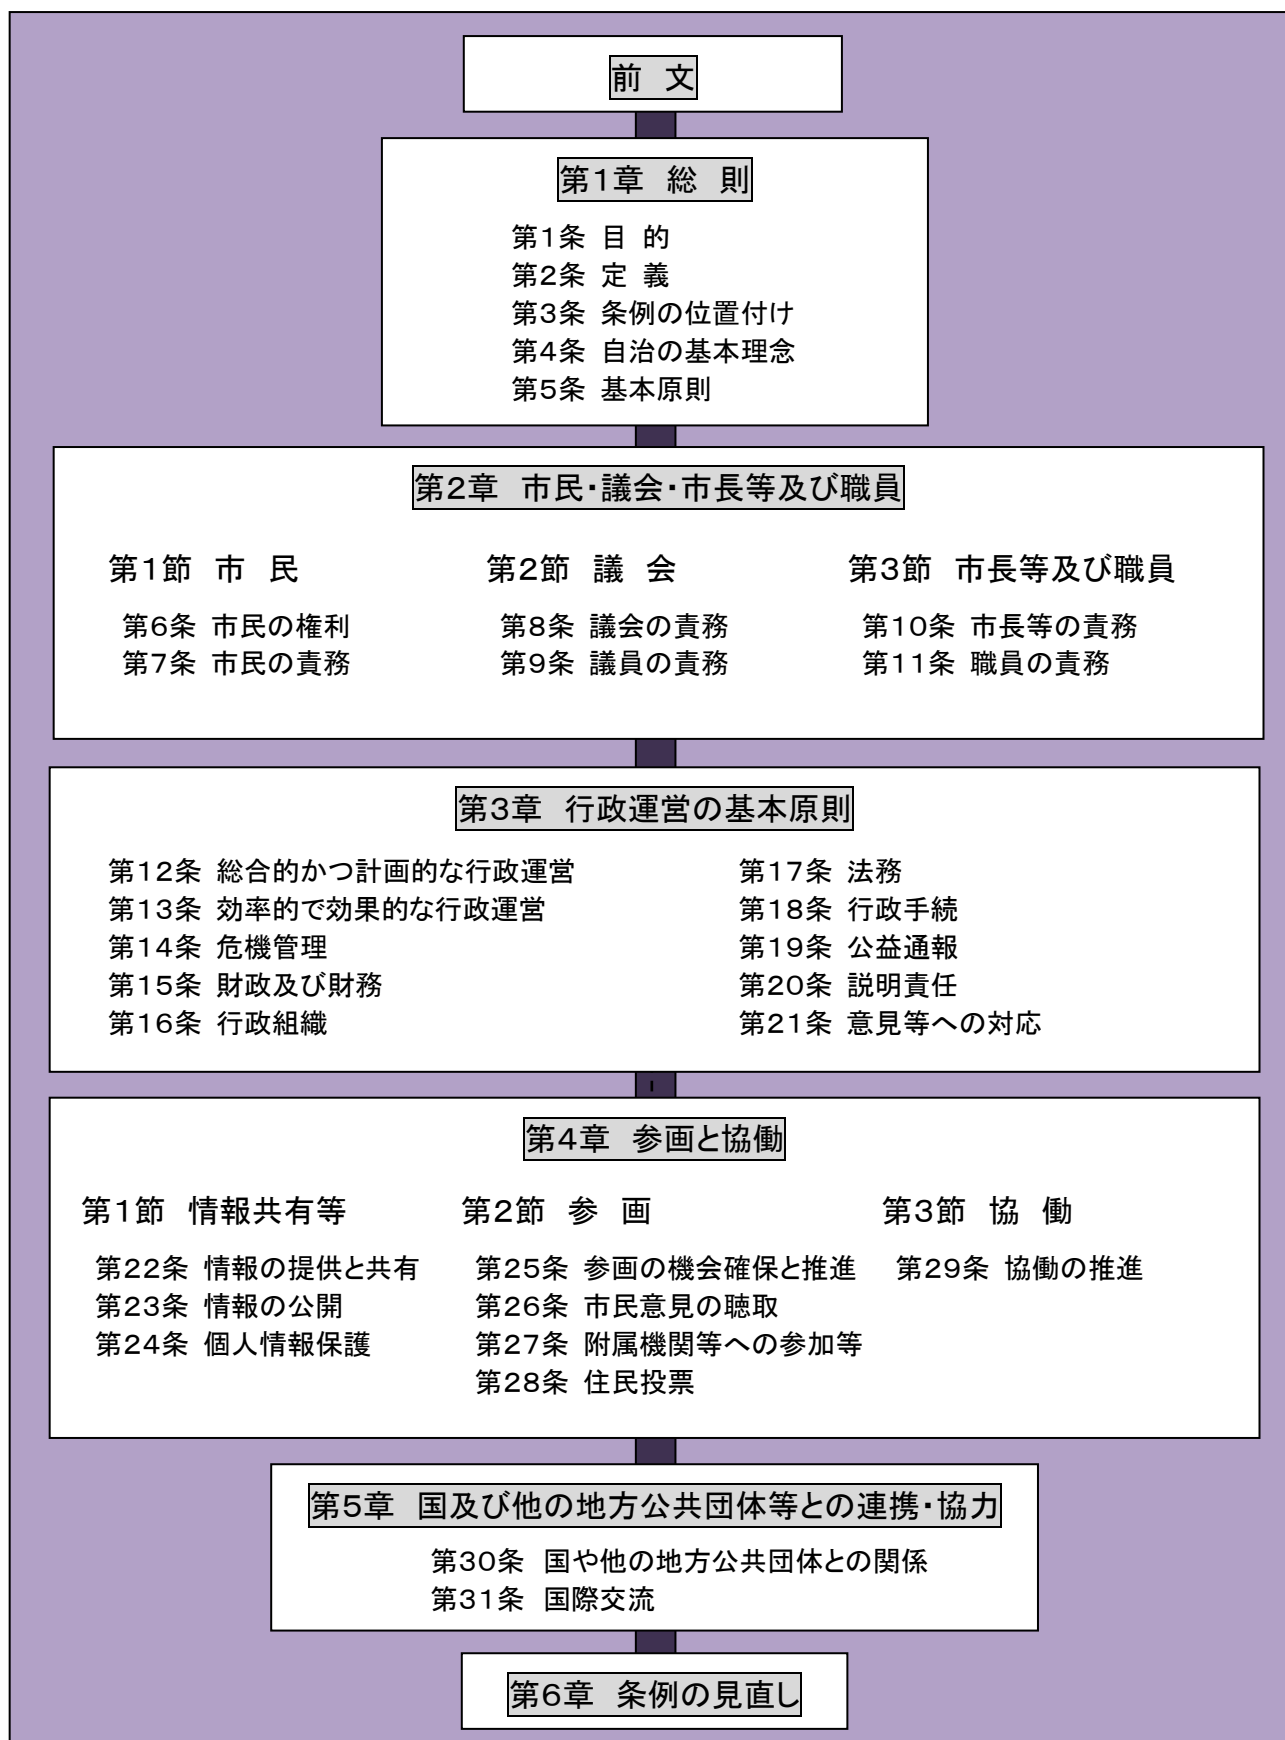 前　文
第1章　総　則
第1条 目 的
第2条 定 義
第3条 条例の位置付け
第4条 自治の基本理念
第5条 基本原則
第2章　市民・議会・市長等及び職員
第1節 市 民
第6条 市民の権利
第7条 市民の責務
第2節 議 会
第8条 議会の責務
第9条 議員の責務
第3節 市長等及び職員
第10条 市長等の責務
第11条 職員の責務
第3章　行政運営の基本原則
第12条 総合的かつ計画的な行政運営
第13条 効率的で効果的な行政運営
第14条 危機管理
第15条 財政及び財務
第16条 行政組織
第17条 法務
第18条 行政手続
第19条 公益通報
第20条 説明責任
第21条 意見等への対応
第4章　参画と協働
第1節 情報共有等
第22条 情報の提供と共有
第23条 情報の公開
第24条 個人情報保護
第2節 参 画
第25条 参画の機会確保と推進
第26条 市民意見の聴取
第27条 附属機関等への参加等
第28条 住民投票
第3節 協 働
第29条 協働の推進
第5章　国及び他の地方公共団体等との連携・協力
第30条 国や他の地方公共団体との関係
第31条 国際交流
第6章　条例の見直し